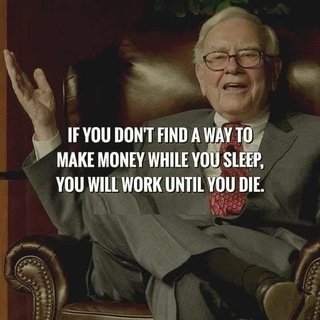 IF YOU DON'T FIND A WAY TO
MAKE MONEY WHILE YOU SLEEP,
YOU WILL WORK UNTIL YOU DIE.